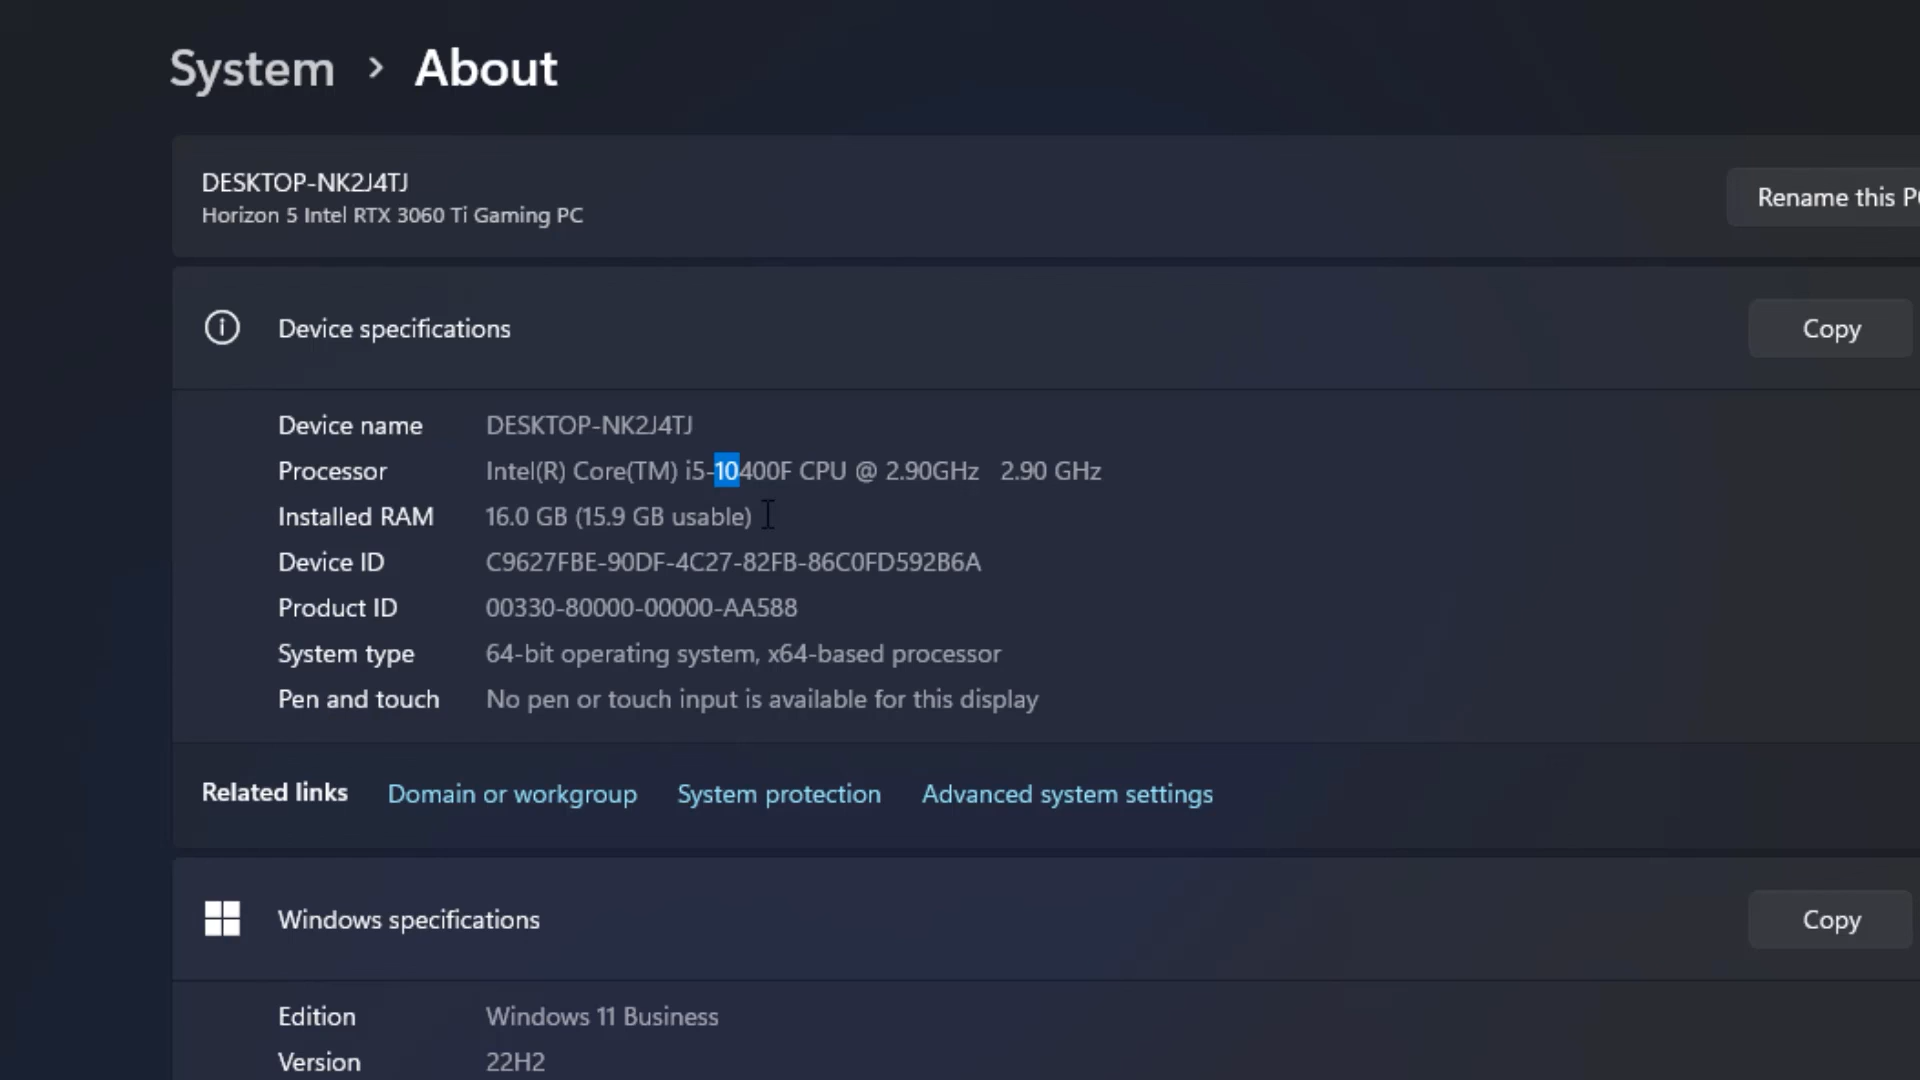 System > About
DESKTOP-NK2J4TJ
Horizon 5 Intel RTX 3060 Ti Gaming PC
Rename this
Device specifications
Copy
Device name DESKTOP-NK2J4TJ
Processor Intel(R) Core(TM) i5-10400F CPU @ 2.90GHz 2.90 GHz
Installed RAM 16.0 GB (15.9 GB usable)
Device ID C9627FBE-90DF-4C27-82FB-86C0FD592B6A
Product ID 00330-80000-00000-AA588
System type 64-bit operating system, x64-based processor
Pen and touch No pen or touch input is available for this display
Related links Domain or workgroup System protection Advanced system settings
Windows specifications
Copy
Edition Windows 11 Business
Version 22H2